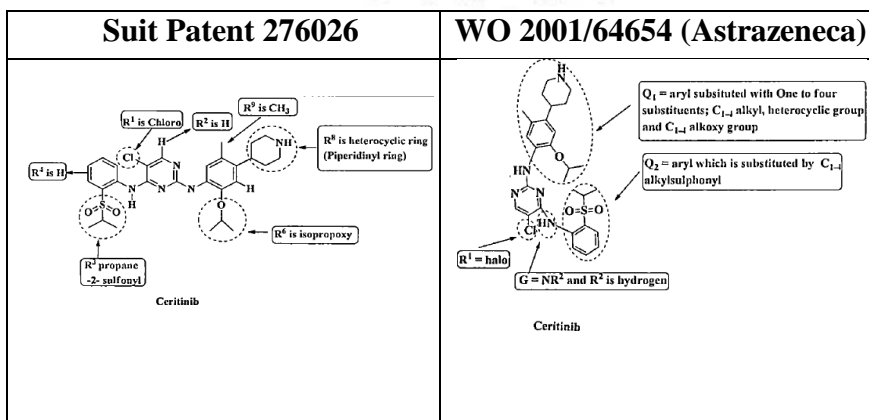 Suit Patent 276026
WO 2001/64654 (Astrazeneca)
R¹ is Chloro
R² is H
R⁹ is CH₃
R⁸ is heterocyclic ring
(Piperidinyl ring)
H
Cl
N
N
NH
R⁴ is H
N
H
N
H
O=S=O
O
R⁶ is isopropoxy
R³ propane
-2- sulfonyl
Ceritinib
H
N
Q₁ = aryl subsituted with One to four
substituents; C₁₋₄ alkyl, heterocyclic group
and C₁₋₄ alkoxy group
O
HN
Q₂ = aryl which is substituted by C₁₋₄
alkylsulphonyl
N
N
O=S=O
Cl
HN
R¹ = halo
G = NR² and R² is hydrogen
Ceritinib